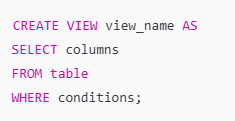 CREATE VIEW view_name AS
SELECT columns
FROM table
WHERE conditions;